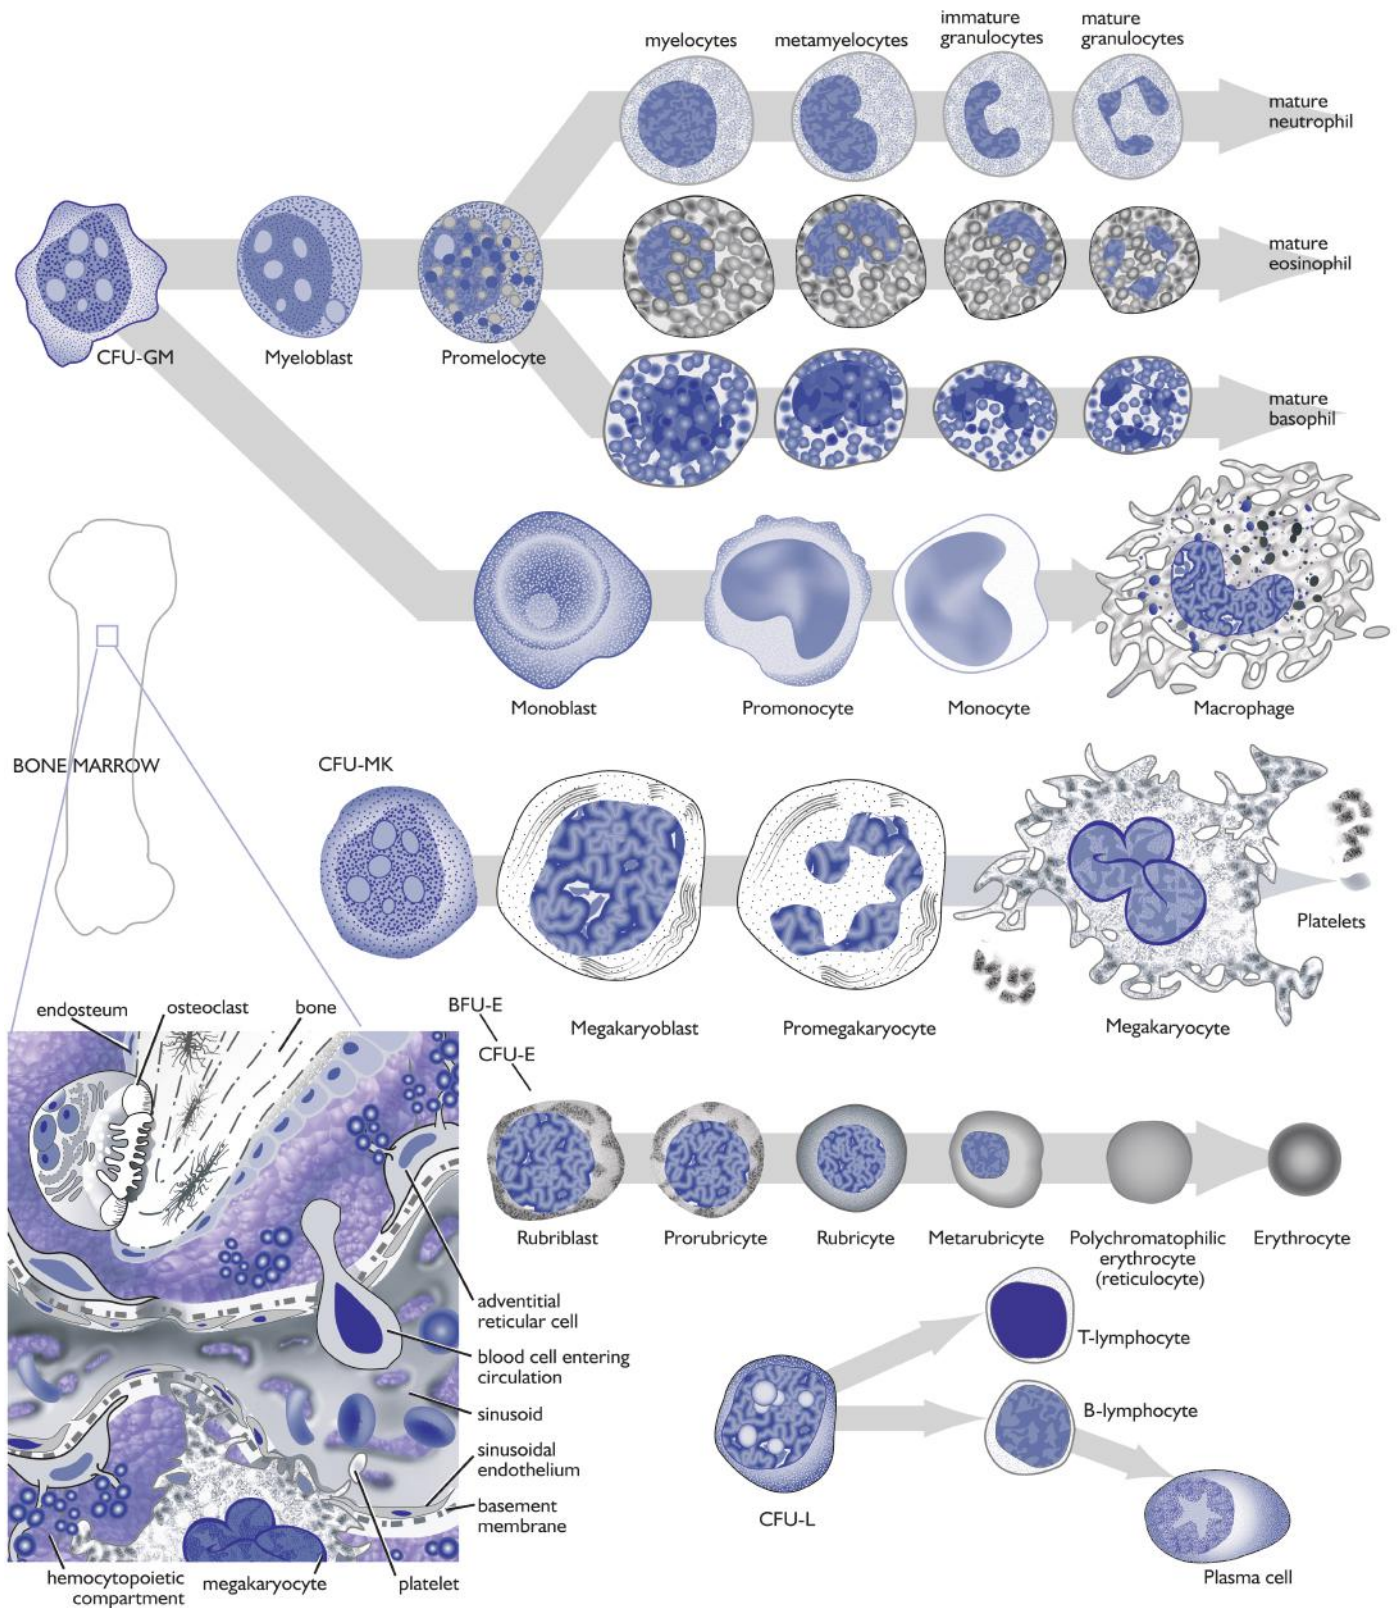 myelocytes
metamyelocytes
immature
granulocytes
mature
granulocytes
mature
neutrophil
mature
eosinophil
CFU-GM
Myeloblast
Promelocyte
mature
basophil
Monoblast
Promonocyte
Monocyte
Macrophage
BONE MARROW
CFU-MK
Platelets
Megakaryoblast
Promegakaryocyte
Megakaryocyte
endosteum
osteoclast
bone
BFU-E
CFU-E
Rubriblast
Prorubricyte
Rubricyte
Metarubricyte
Polychromatophilic
erythrocyte
(reticulocyte)
Erythrocyte
adventitial
reticular cell
blood cell entering
circulation
sinusoid
sinusoidal
endothelium
basement
membrane
hemocytopoietic
compartment
megakaryocyte
platelet
T-lymphocyte
B-lymphocyte
CFU-L
Plasma cell